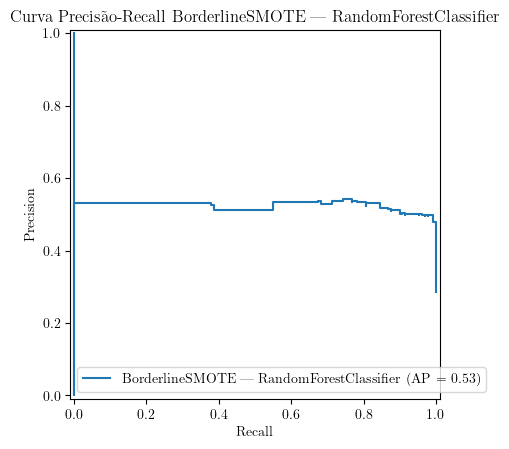 Curva Precisão-Recall BorderlineSMOTE — RandomForestClassifier
1.0
0.8
0.6
0.4
0.2
0.0
Precision
BorderlineSMOTE — RandomForestClassifier (AP = 0.53)
0.0 0.2 0.4 0.6 0.8 1.0
Recall